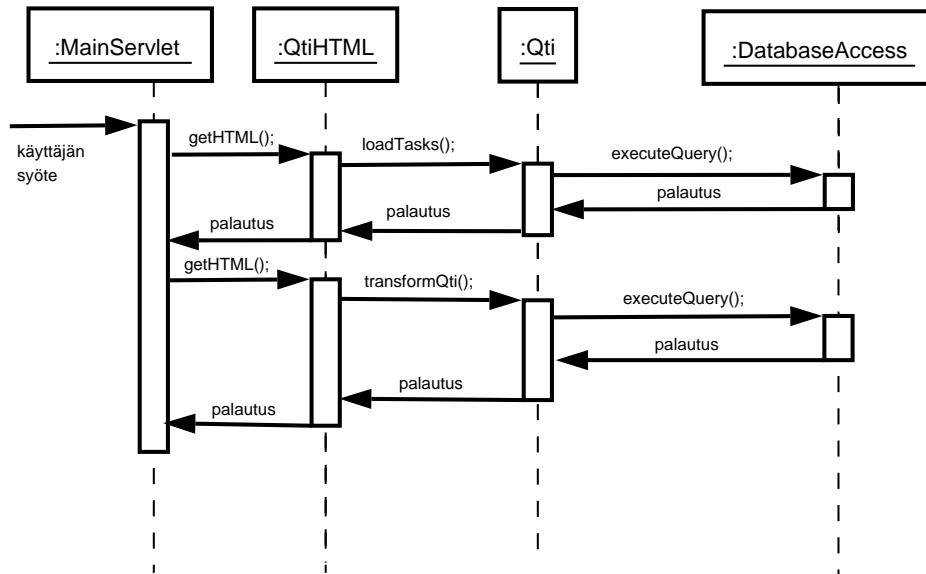 :MainServlet
:QtiHTML
:Qti
:DatabaseAccess
käyttäjän
syöte
getHTML();
loadTasks();
executeQuery();
palautus
palautus
palautus
getHTML();
transformQti();
executeQuery();
palautus
palautus
palautus